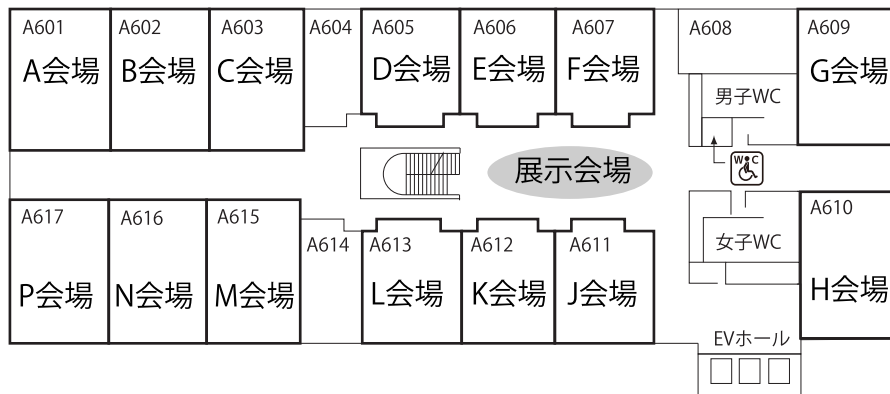 A601
A会場
A602
B会場
A603
C会場
A604
A605
D会場
A606
E会場
A607
F会場
A608
A609
G会場
男子WC
展示会場
WC
A617
P会場
A616
N会場
A615
M会場
A614
A613
L会場
A612
K会場
A611
J会場
女子WC
A610
H会場
EVホール